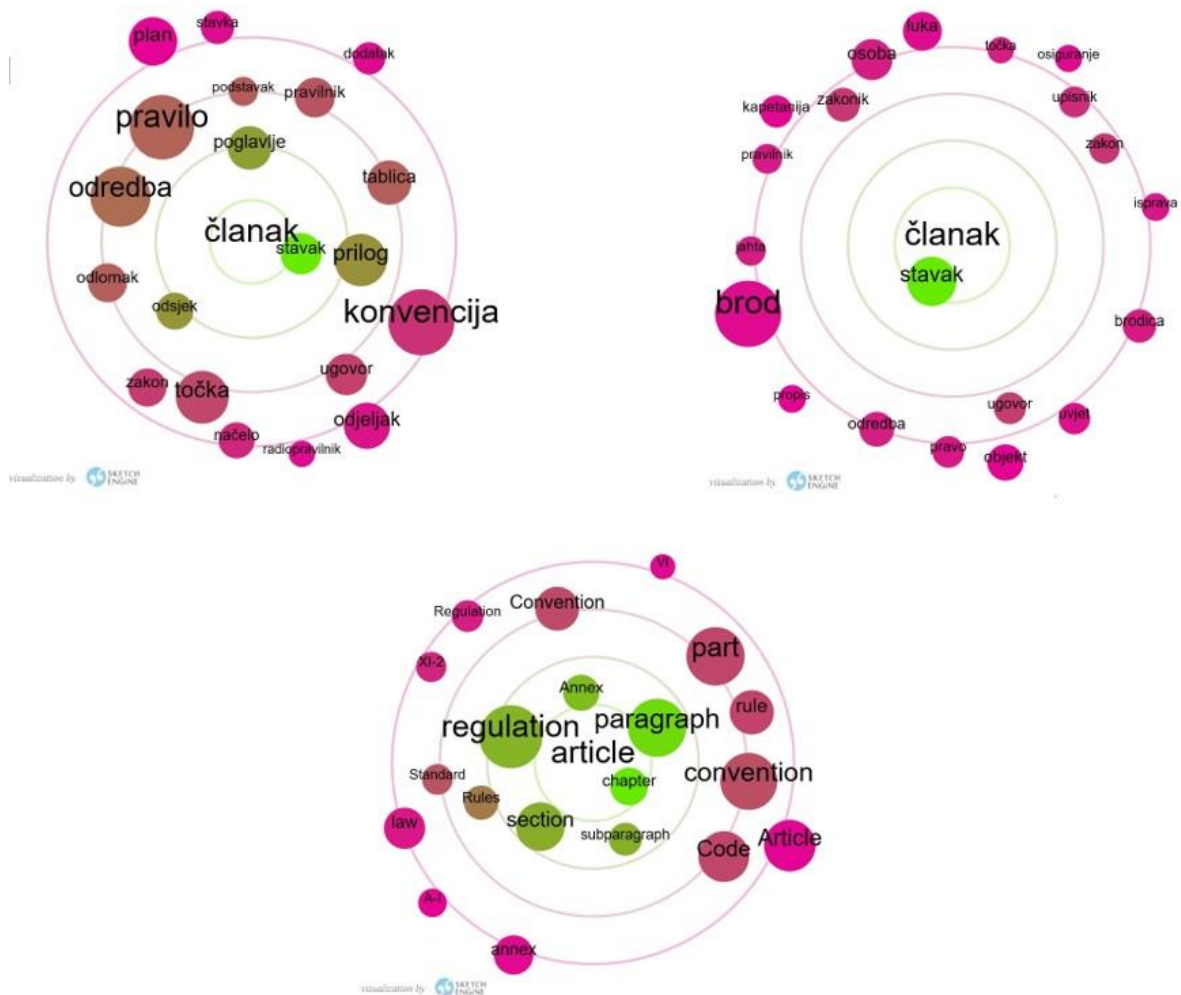 plan
stavka
dodatak
podstavak
pravilnik
pravilo
poglavlje
tablica
odredba
članak
stavak
prilog
odlomak
odsjek
konvencija
ugovor
zakon
točka
odjeljak
načelo
radiopravilnik
visualization by SKETCH ENGINE
luka
točka
osoba
osiguranje
kapetanija
zakonik
upisnik
pravilnik
zakon
isprava
članak
jahta
stavak
brod
brodica
propis
ugovor
uvjet
odredba
pravo
objekt
visualization by SKETCH ENGINE
VI
Convention
Regulation
part
XI-2
Annex
rule
paragraph
regulation
article
Standard
chapter
convention
Rules
law
section
subparagraph
Code
Article
A-I
annex
visualization by SKETCH ENGINE